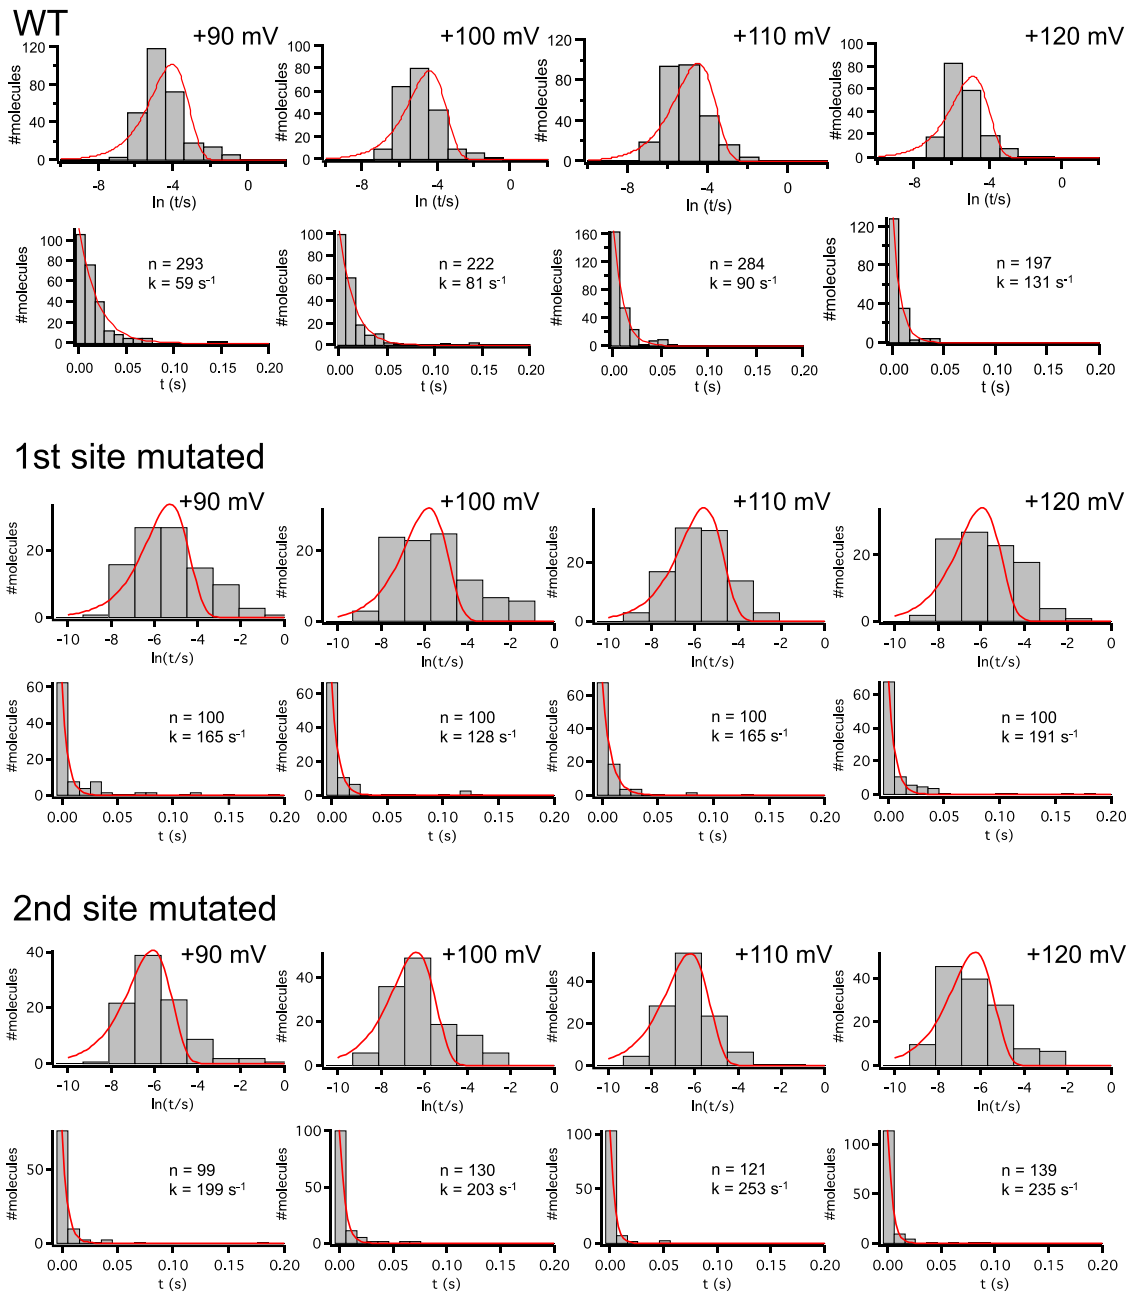 WT
+90 mV +100 mV +110 mV +120 mV
#molecules #molecules #molecules #molecules
120 80 40 0
80 60 40 20 0
120 80 40 0
100 80 60 40 20 0
-8 -4 0
-8 -4 0
-8 -4 0
-8 -4 0
ln (t/s) ln (t/s) ln (t/s) ln (t/s)
#molecules #molecules #molecules #molecules
100 80 60 40 20 0
100 80 60 40 20 0
160 120 80 40 0
120 80 40 0
n = 293 n = 222 n = 284 n = 197
k = 59 s⁻¹ k = 81 s⁻¹ k = 90 s⁻¹ k = 131 s⁻¹
0.00 0.05 0.10 0.15 0.20
0.00 0.05 0.10 0.15 0.20
0.00 0.05 0.10 0.15 0.20
0.00 0.05 0.10 0.15 0.20
t (s) t (s) t (s) t (s)
1st site mutated
+90 mV +100 mV +110 mV +120 mV
#molecules #molecules #molecules #molecules
20 0
20 0
20 0
20 0
-10 -8 -6 -4 -2 0
-10 -8 -6 -4 -2 0
-10 -8 -6 -4 -2 0
-10 -8 -6 -4 -2 0
ln(t/s) ln(t/s) ln(t/s) ln(t/s)
#molecules #molecules #molecules #molecules
60 40 20 0
60 40 20 0
60 40 20 0
60 40 20 0
n = 100 n = 100 n = 100 n = 100
k = 165 s⁻¹ k = 128 s⁻¹ k = 165 s⁻¹ k = 191 s⁻¹
0.00 0.05 0.10 0.15 0.20
0.00 0.05 0.10 0.15 0.20
0.00 0.05 0.10 0.15 0.20
0.00 0.05 0.10 0.15 0.20
t (s) t (s) t (s) t (s)
2nd site mutated
+90 mV +100 mV +110 mV +120 mV
#molecules #molecules #molecules #molecules
40 20 0
40 20 0
40 20 0
40 20 0
-10 -8 -6 -4 -2 0
-10 -8 -6 -4 -2 0
-10 -8 -6 -4 -2 0
-10 -8 -6 -4 -2 0
ln(t/s) ln(t/s) ln(t/s) ln(t/s)
#molecules #molecules #molecules #molecules
50 0
100 50 0
100 50 0
100 50 0
n = 99 n = 130 n = 121 n = 139
k = 199 s⁻¹ k = 203 s⁻¹ k = 253 s⁻¹ k = 235 s⁻¹
0.00 0.05 0.10 0.15 0.20
0.00 0.05 0.10 0.15 0.20
0.00 0.05 0.10 0.15 0.20
0.00 0.05 0.10 0.15 0.20
t (s) t (s) t (s) t (s)